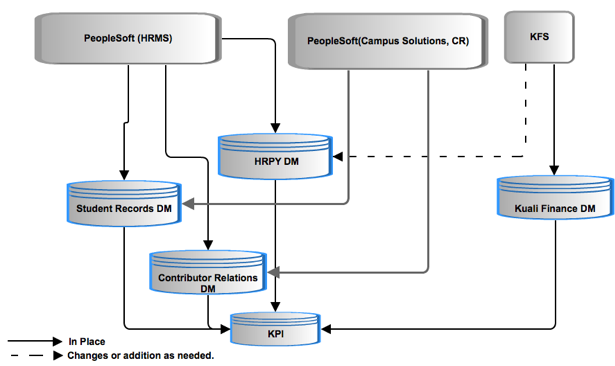 PeopleSoft (HRMS)
PeopleSoft(Campus Solutions, CR)
KFS
HRPY DM
Student Records DM
Kuali Finance DM
Contributor Relations
DM
KPI
In Place
Changes or addition as needed.